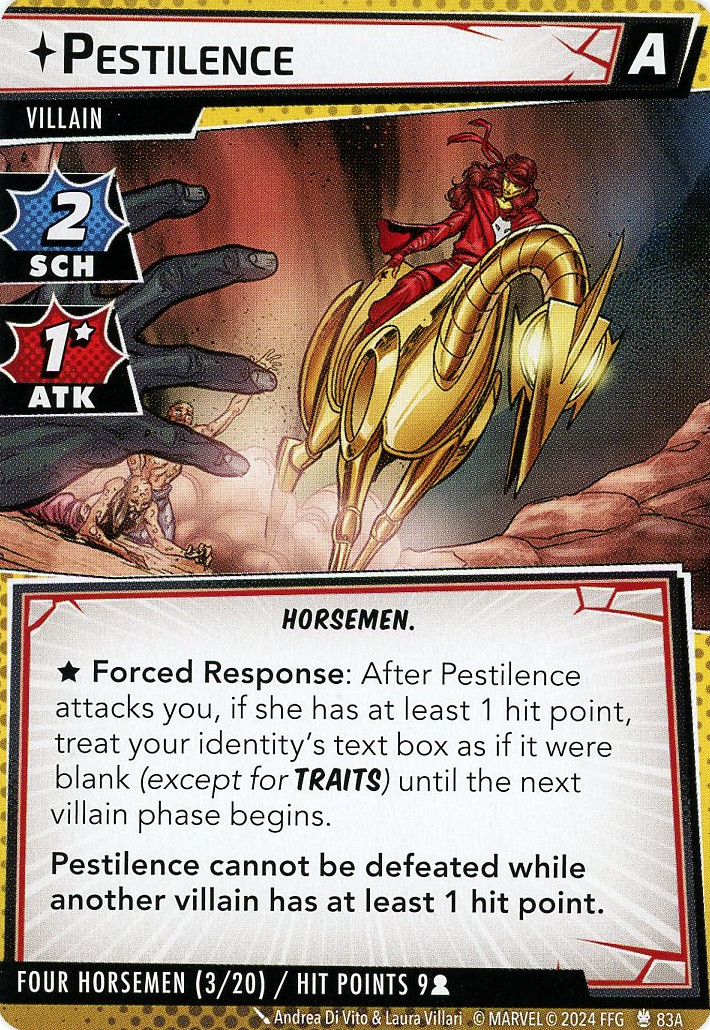 PESTILENCE
A
VILLAIN
2
SCH
1★
ATK
HORSEMEN.
★ Forced Response: After Pestilence
attacks you, if she has at least 1 hit point,
treat your identity's text box as if it were
blank (except for TRAITS) until the next
villain phase begins.
Pestilence cannot be defeated while
another villain has at least 1 hit point.
FOUR HORSEMEN (3/20) / HIT POINTS 9
Andrea Di Vito & Laura Villari © MARVEL © 2024 FFG 83A